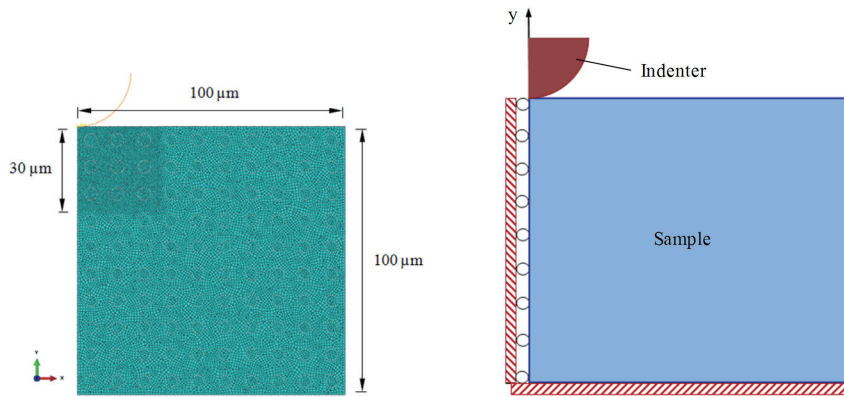 100 µm
30 µm
100 µm
Y
X
y
Indenter
Sample